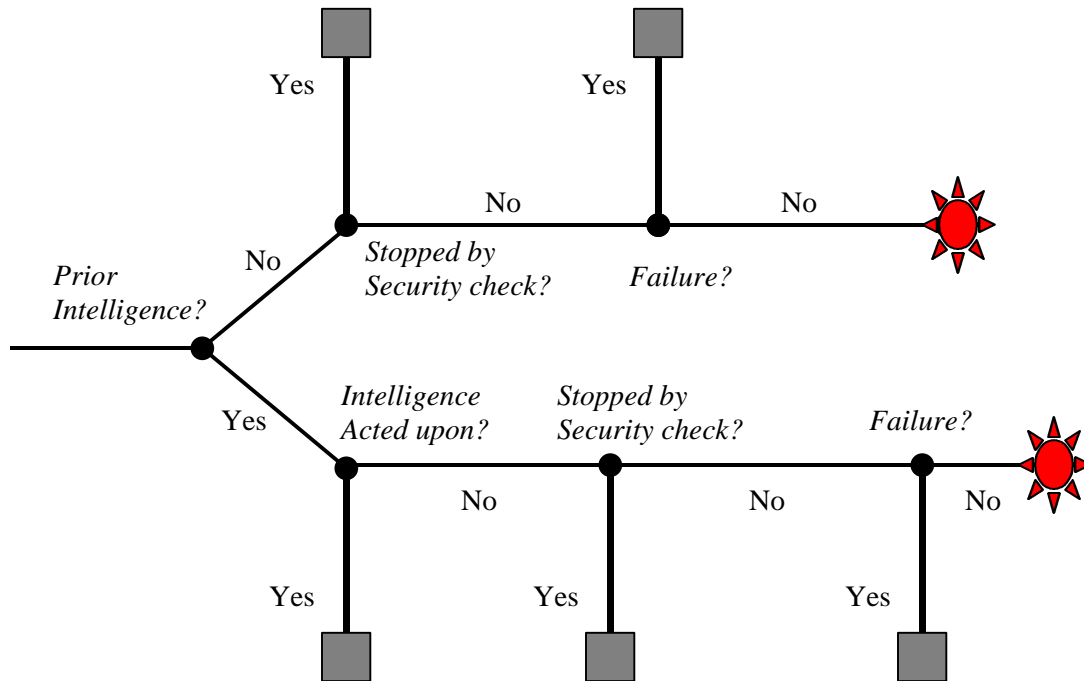 Yes
Yes
No
No
No
Stopped by
Security check?
Failure?
Prior
Intelligence?
Yes
Intelligence
Acted upon?
Stopped by
Security check?
Failure?
No
No
No
Yes
Yes
Yes